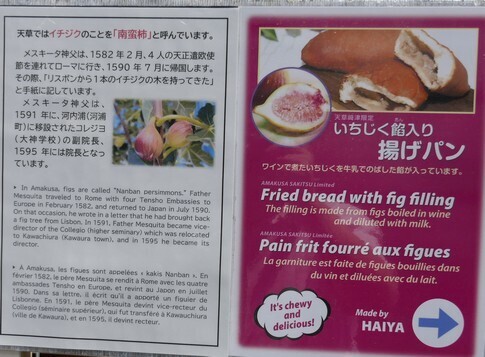 天草ではイチジクのことを「南蛮柿」と呼んでいます。
メスキータ神父は、1582年2月、4人の天正遣欧使
節を連れてローマに行き、1590年7月に帰国します。
その際、「リスボンから1本のイチジクの木を持ってきた」
と手紙に記しています。
メスキータ神父は、
1591年に、河内浦(河浦
町)に移設されたコレジヨ
(大神学校)の副院長、
1595年には院長となって
います。
• In Amakusa, figs are called "Nanban persimmons." Father
Mesquita traveled to Rome with four Tensho Embassies to
Europe in February 1582, and returned to Japan in July 1590.
On that occasion, he wrote in a letter that he had brought back
a fig tree from Lisbon. In 1591, Father Mesquita became vice-
director of the Collegio (higher seminary) which was relocated
to Kawachiura (Kawaura town), and in 1595 he became its
director.
• A Amakusa, les figues sont appelées « kakis Nanban ». En
février 1582, le père Mesquita se rendit à Rome avec les quatre
ambassades Tensho en Europe, et revint au Japon en juillet
1590. Dans sa lettre, il écrit qu'il a apporté un figuier de
Lisbonne. En 1591, le père Mesquita devint vice-recteur du
Collegio (séminaire supérieur), qui fut transféré à Kawauchiura
(ville de Kawaura), et en 1595, il devint recteur.
天草﨑津限定
いちじく餡入り
揚げパン
ワインで煮たいちじくを牛乳でのばした餡が入っています。
AMAKUSA SAKITSU Limited
Fried bread with fig filling
The filling is made from figs boiled in wine
and diluted with milk.
AMAKUSA SAKITSU Limitée
Pain frit fourré aux figues
La garniture est faite de figues bouillies dans
du vin et diluées avec du lait.
It's chewy
and
delicious!
Made by
HAIYA